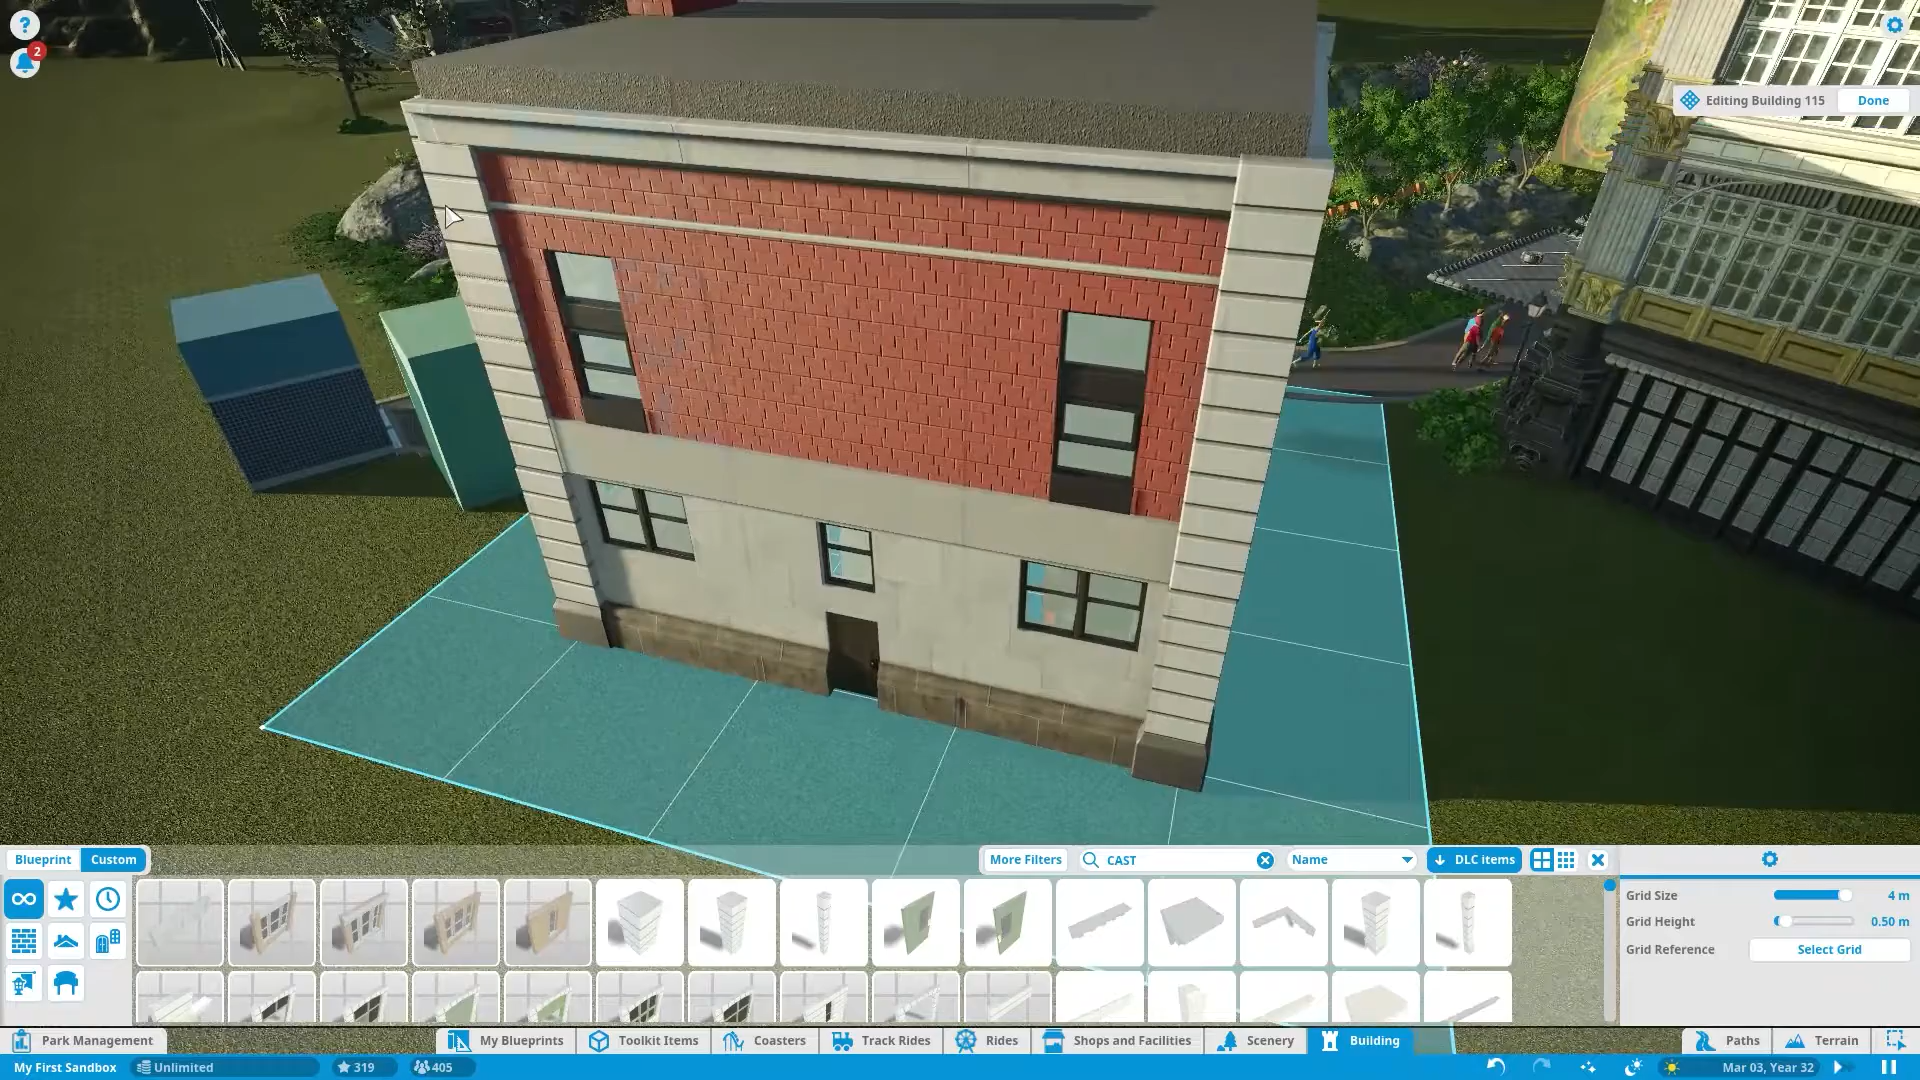 ?
2
Editing Building 115
Done
Blueprint
Custom
More Filters
CAST
Name
DLC items
Grid Size
4 m
Grid Height
0.50 m
Grid Reference
Select Grid
Park Management
My Blueprints
Toolkit Items
Coasters
Track Rides
Rides
Shops and Facilities
Scenery
Building
Paths
Terrain
My First Sandbox
Unlimited
319
405
Mar 03, Year 32